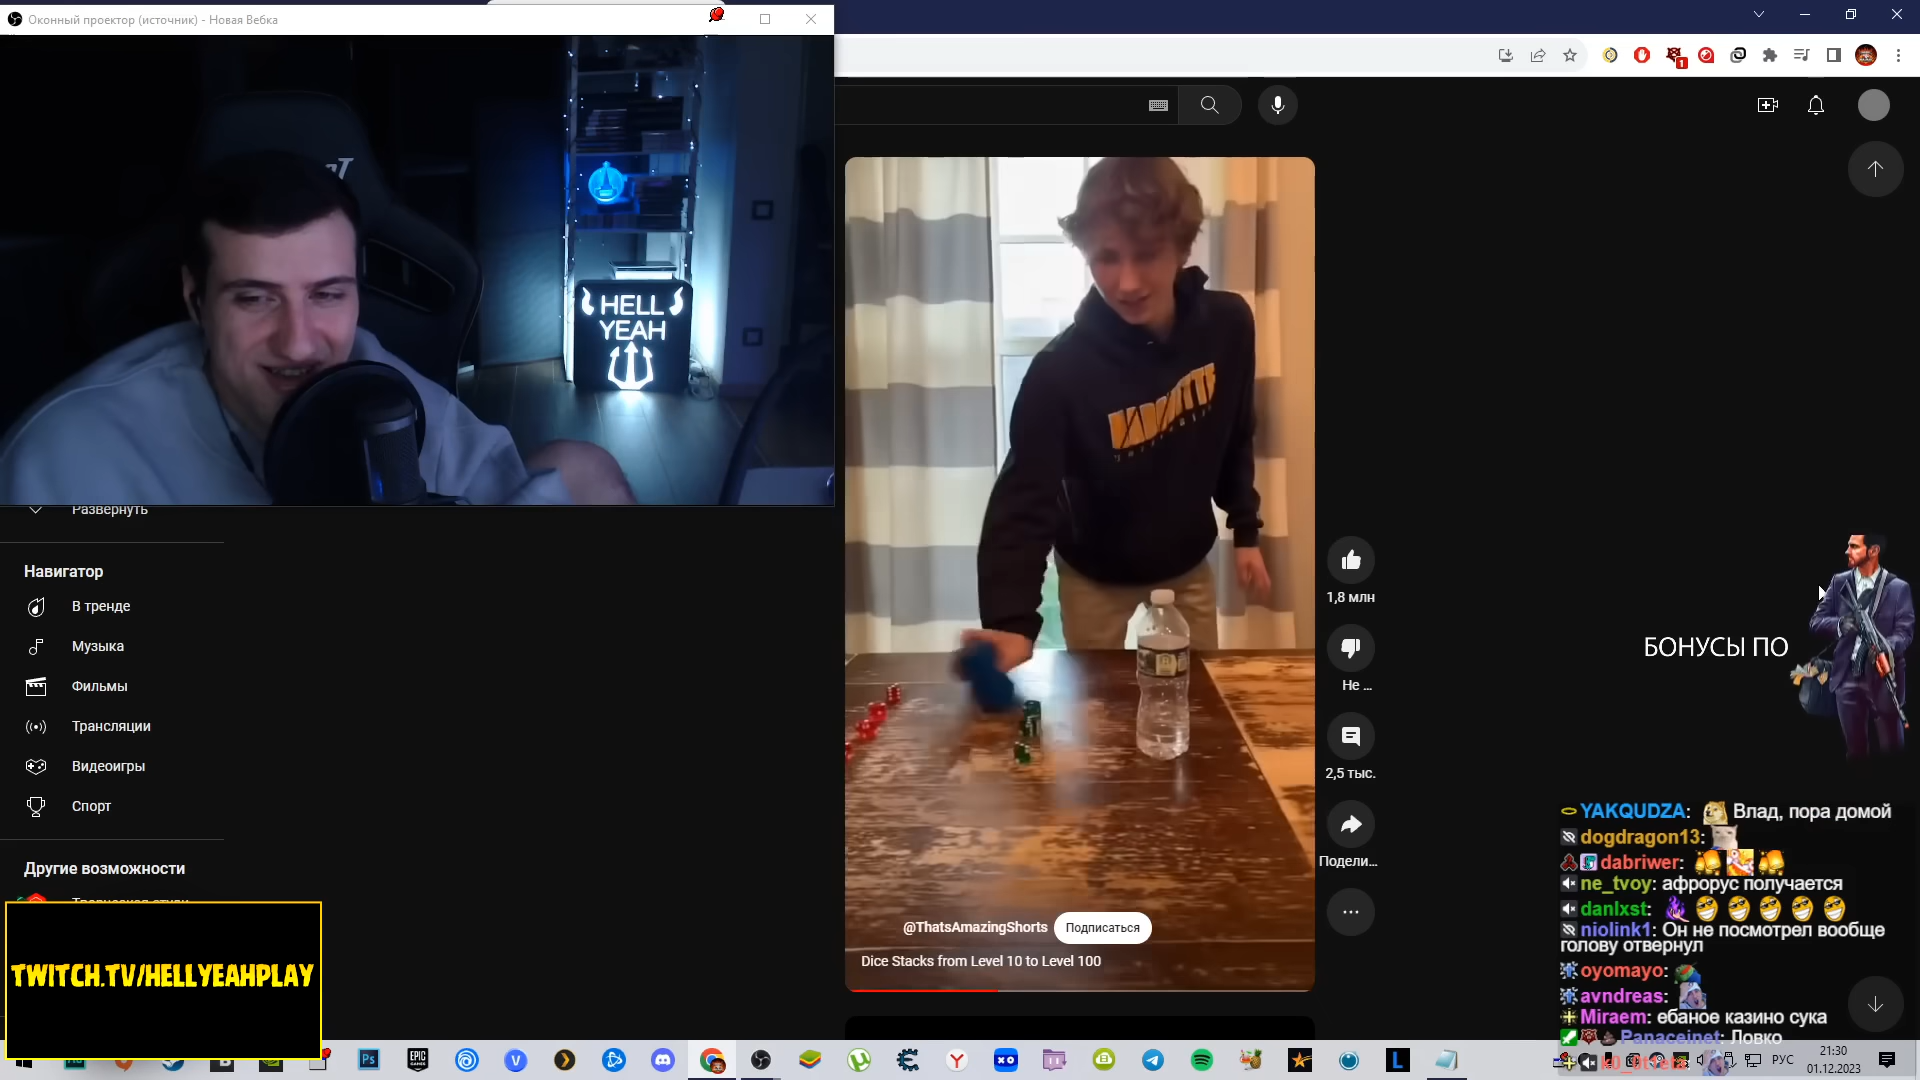 Оконный проектор (источник) - Новая Вебка
1
HELL
YEAH
Развернуть
Навигатор
В тренде
Музыка
Фильмы
Трансляции
Видеоигры
Спорт
Другие возможности
TWITCH.TV/HELLYEAHPLAY
1,8 млн
Не ...
2,5 тыс.
Подели...
@ThatsAmazingShorts
Подписаться
Dice Stacks from Level 10 to Level 100
БОНУСЫ ПО
YAKQUDZA: Влад, пора домой
dogdragon13:
dabriwer:
ne_tvoy: афрорус получается
danlxst:
niolink1: Он не посмотрел вообще
голову отвернул
oyomayo:
avndreas:
Miraem: ебаное казино сука
Panaceinet: Ловко
РУС
21:30
01.12.2023